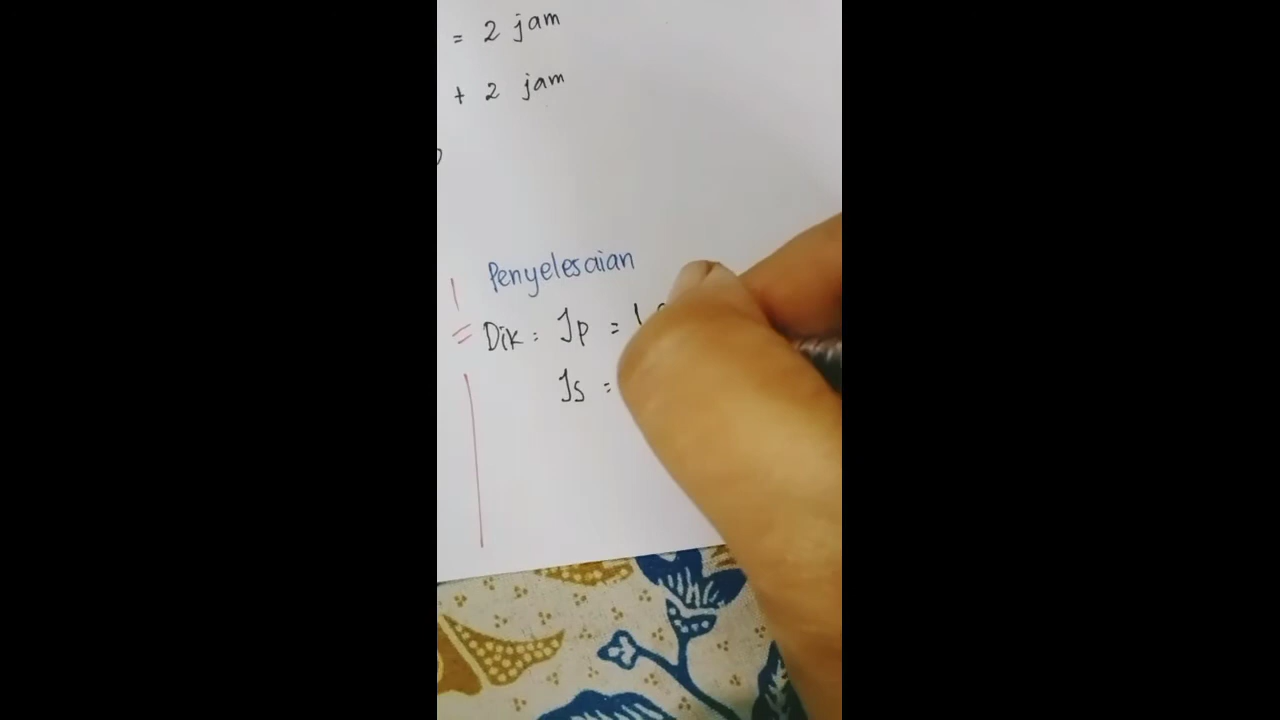 = 2 jam
+ 2 jam
Penyelesaian
Dik : Jp =
Js =